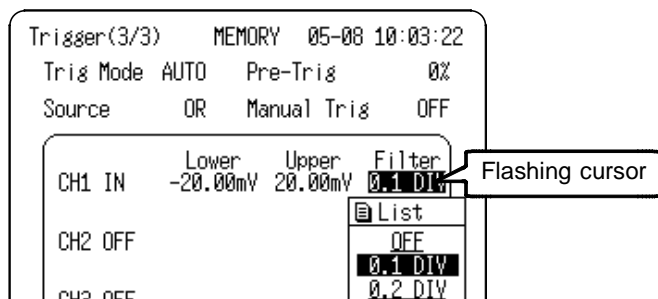 Trigger(3/3) MEMORY 05-08 10:03:22
Trig Mode AUTO Pre-Trig 0%
Source OR Manual Trig OFF
Lower Upper Filter
CH1 IN -20.00mV 20.00mV 0.1 DIV
Flashing cursor
List
CH2 OFF OFF
0.1 DIV
0.2 DIV
CH3 OFF